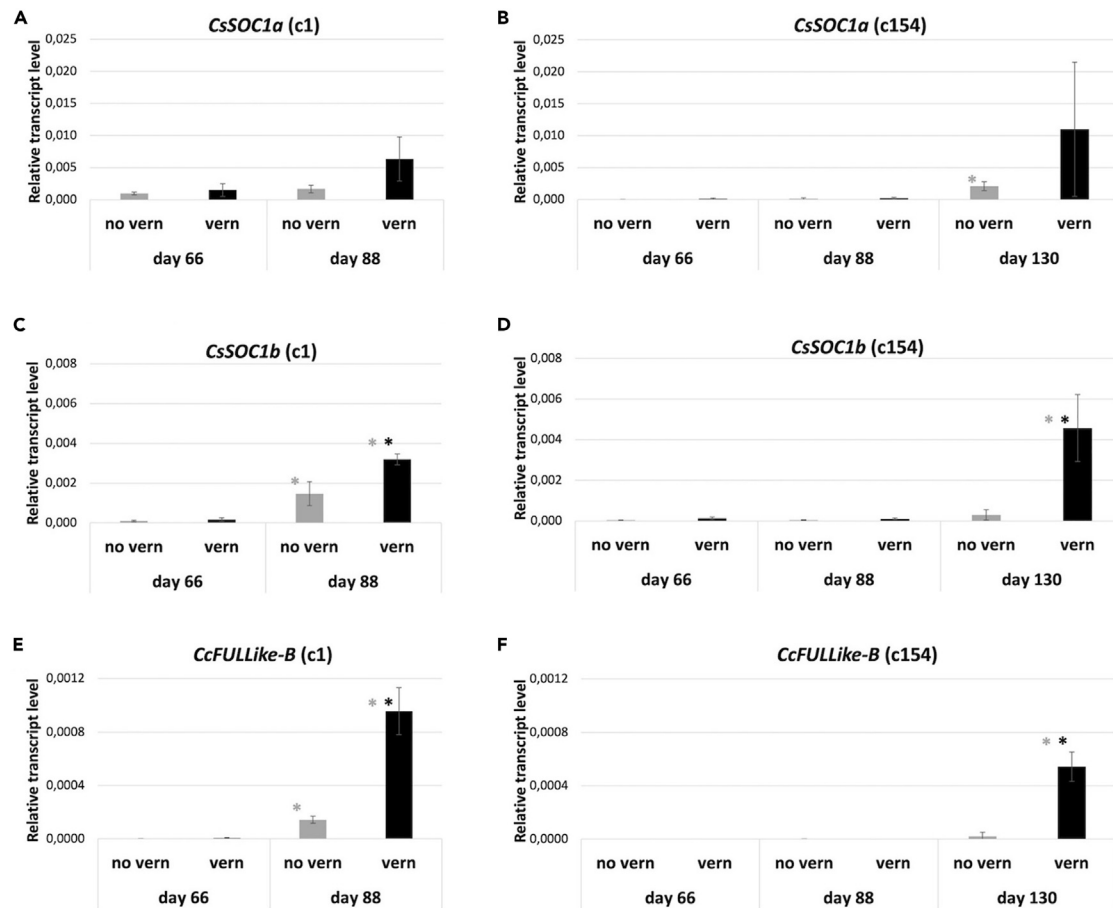 A
CsSOC1a (c1)
Relative transcript level
0,025
0,020
0,015
0,010
0,005
0,000
no vern vern no vern vern
day 66 day 88
B
CsSOC1a (c154)
Relative transcript level
0,025
0,020
0,015
0,010
0,005
0,000
*
no vern vern no vern vern no vern vern
day 66 day 88 day 130
C
CsSOC1b (c1)
Relative transcript level
0,008
0,006
0,004
0,002
0,000
* * *
no vern vern no vern vern
day 66 day 88
D
CsSOC1b (c154)
Relative transcript level
0,008
0,006
0,004
0,002
0,000
* *
no vern vern no vern vern no vern vern
day 66 day 88 day 130
E
CcFULLike-B (c1)
Relative transcript level
0,0012
0,0008
0,0004
0,0000
* * *
no vern vern no vern vern
day 66 day 88
F
CcFULLike-B (c154)
Relative transcript level
0,0012
0,0008
0,0004
0,0000
* *
no vern vern no vern vern no vern vern
day 66 day 88 day 130